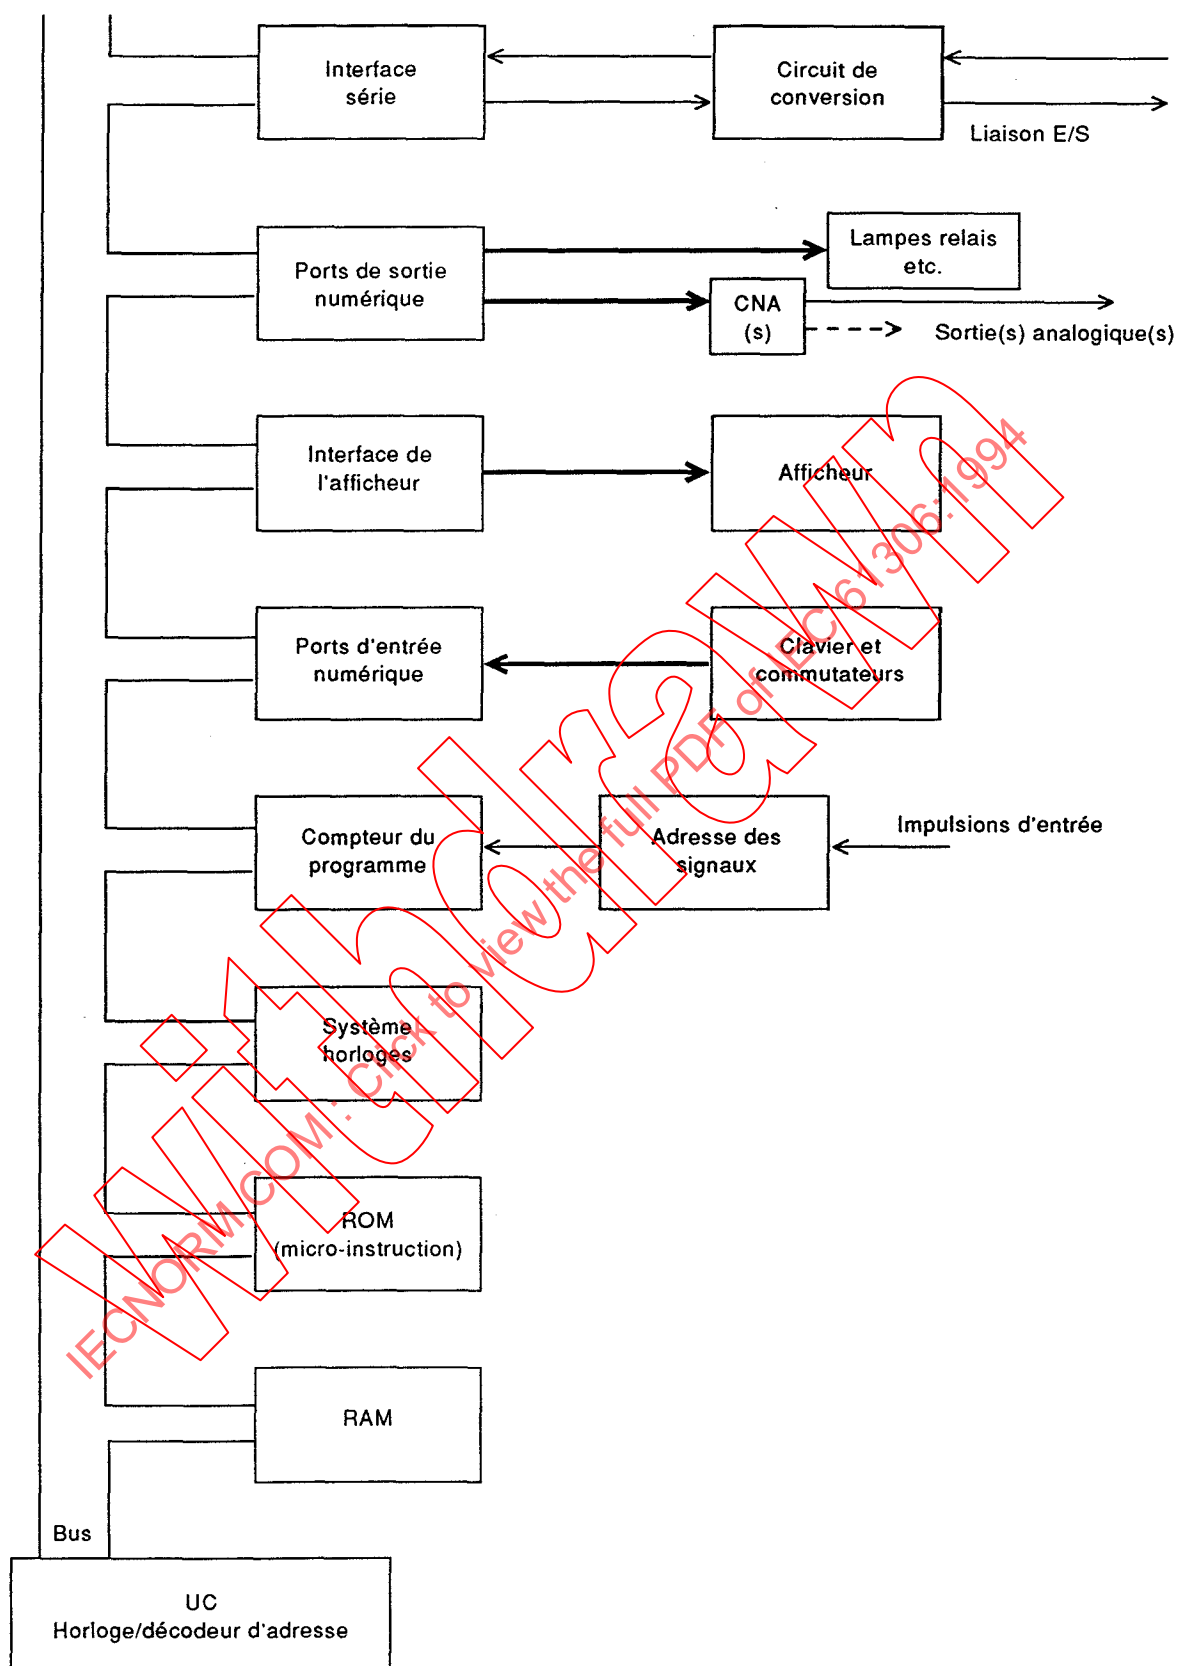 Interface
série
Circuit de
conversion
Liaison E/S
Ports de sortie
numérique
Lampes relais
etc.
CNA
(s)
Sortie(s) analogique(s)
Interface de
l'afficheur
Afficheur
Ports d'entrée
numérique
Clavier et
commutateurs
Compteur du
programme
Adresse des
signaux
Impulsions d'entrée
Système
horloges
ROM
(micro-instruction)
RAM
Bus
UC
Horloge/décodeur d'adresse
Withdrawn
IECNORM.COM : Click to view the full PDF of IEC 61306:1994